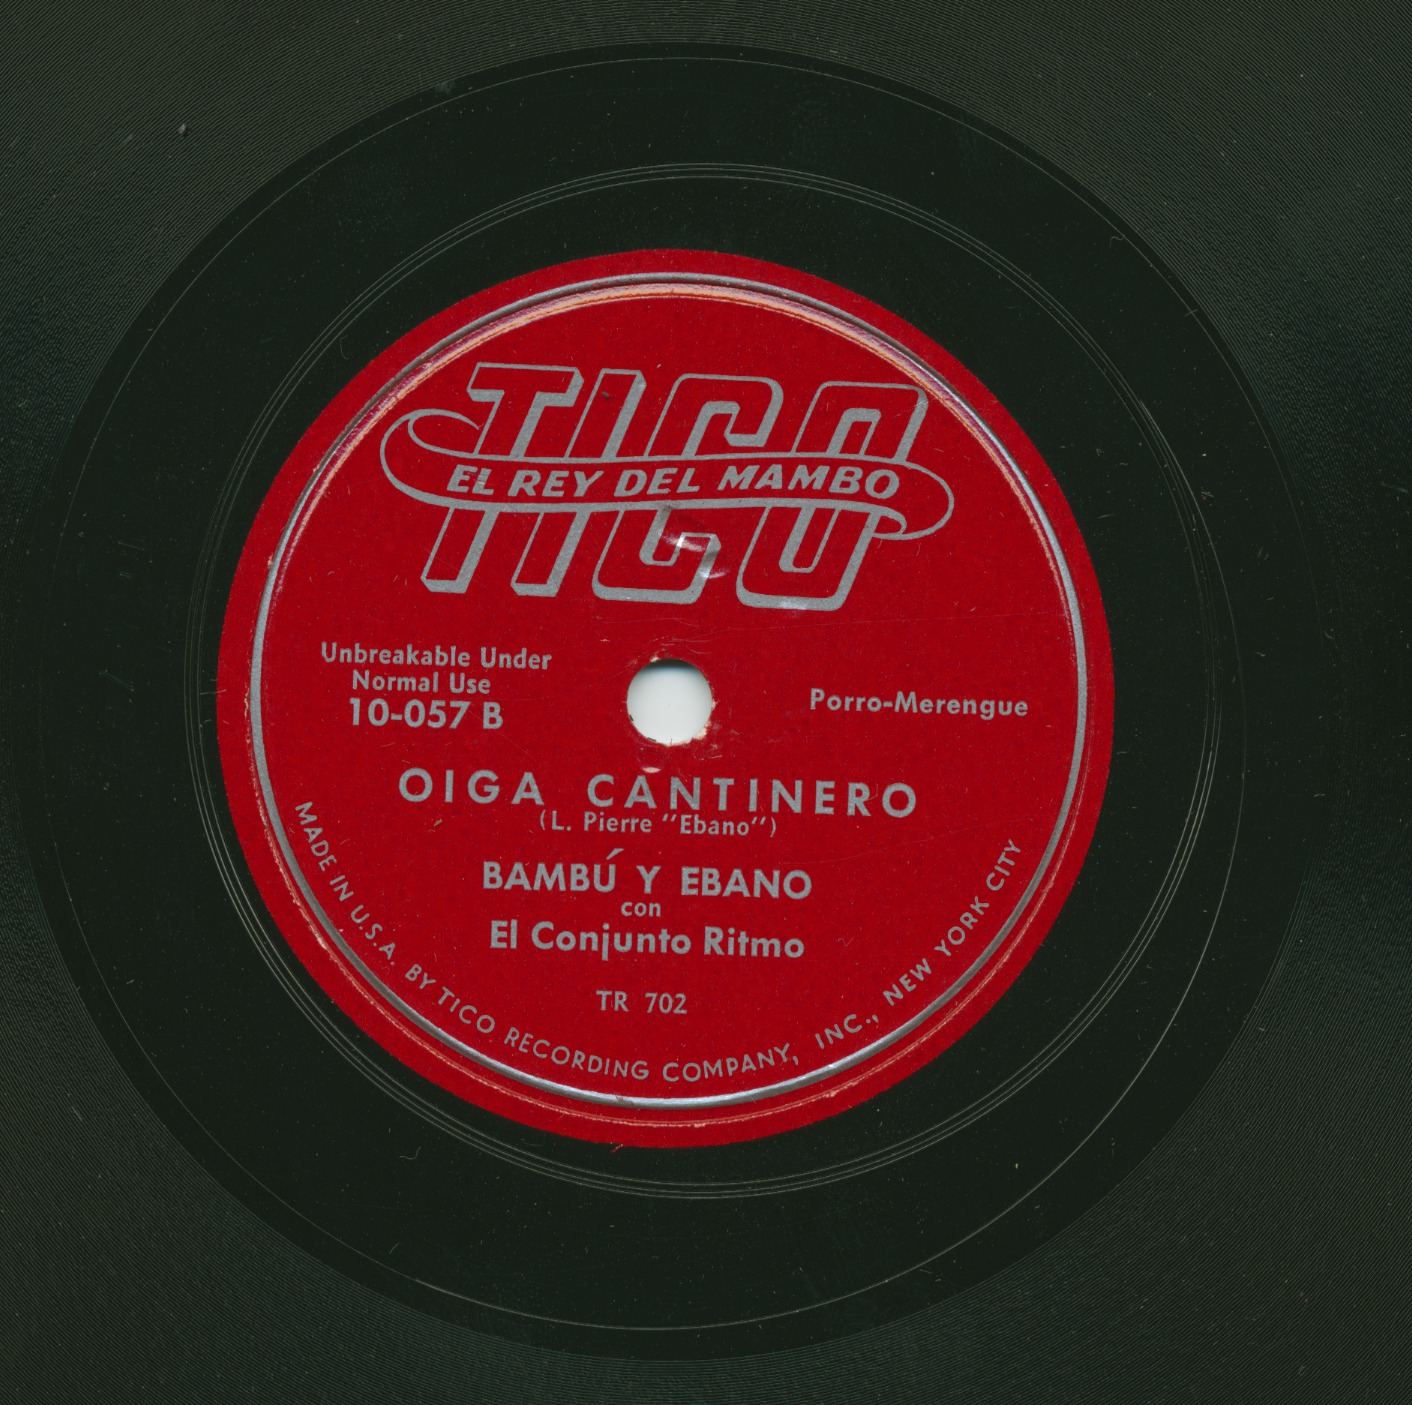 TICO
EL REY DEL MAMBO
Unbreakable Under
Normal Use
10-057 B
Porro-Merengue
OIGA CANTINERO
(L. Pierre "Ebano")
BAMBÚ Y EBANO
con
El Conjunto Ritmo
TR 702
MADE IN U.S.A. BY TICO RECORDING COMPANY, INC., NEW YORK CITY